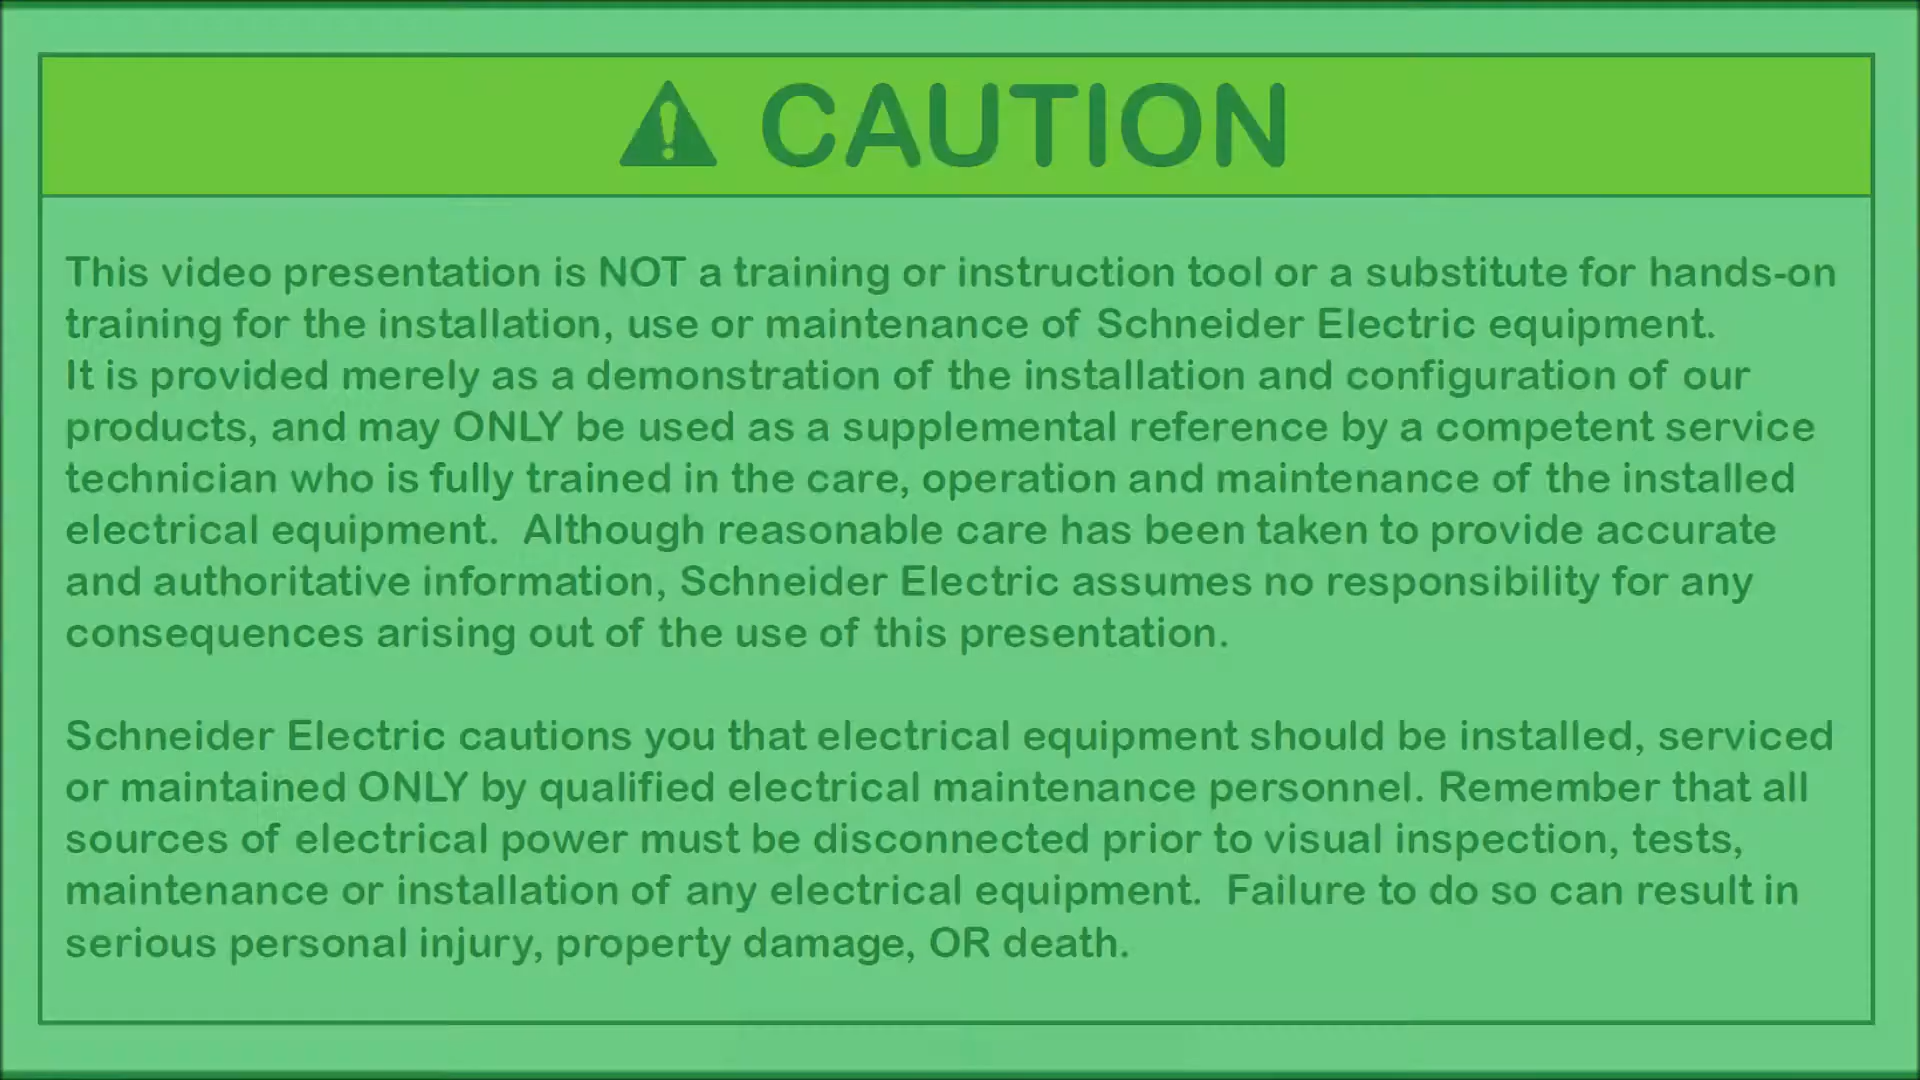 CAUTION
This video presentation is NOT a training or instruction tool or a substitute for hands-on
training for the installation, use or maintenance of Schneider Electric equipment.
It is provided merely as a demonstration of the installation and configuration of our
products, and may ONLY be used as a supplemental reference by a competent service
technician who is fully trained in the care, operation and maintenance of the installed
electrical equipment.  Although reasonable care has been taken to provide accurate
and authoritative information, Schneider Electric assumes no responsibility for any
consequences arising out of the use of this presentation.
Schneider Electric cautions you that electrical equipment should be installed, serviced
or maintained ONLY by qualified electrical maintenance personnel. Remember that all
sources of electrical power must be disconnected prior to visual inspection, tests,
maintenance or installation of any electrical equipment.  Failure to do so can result in
serious personal injury, property damage, OR death.